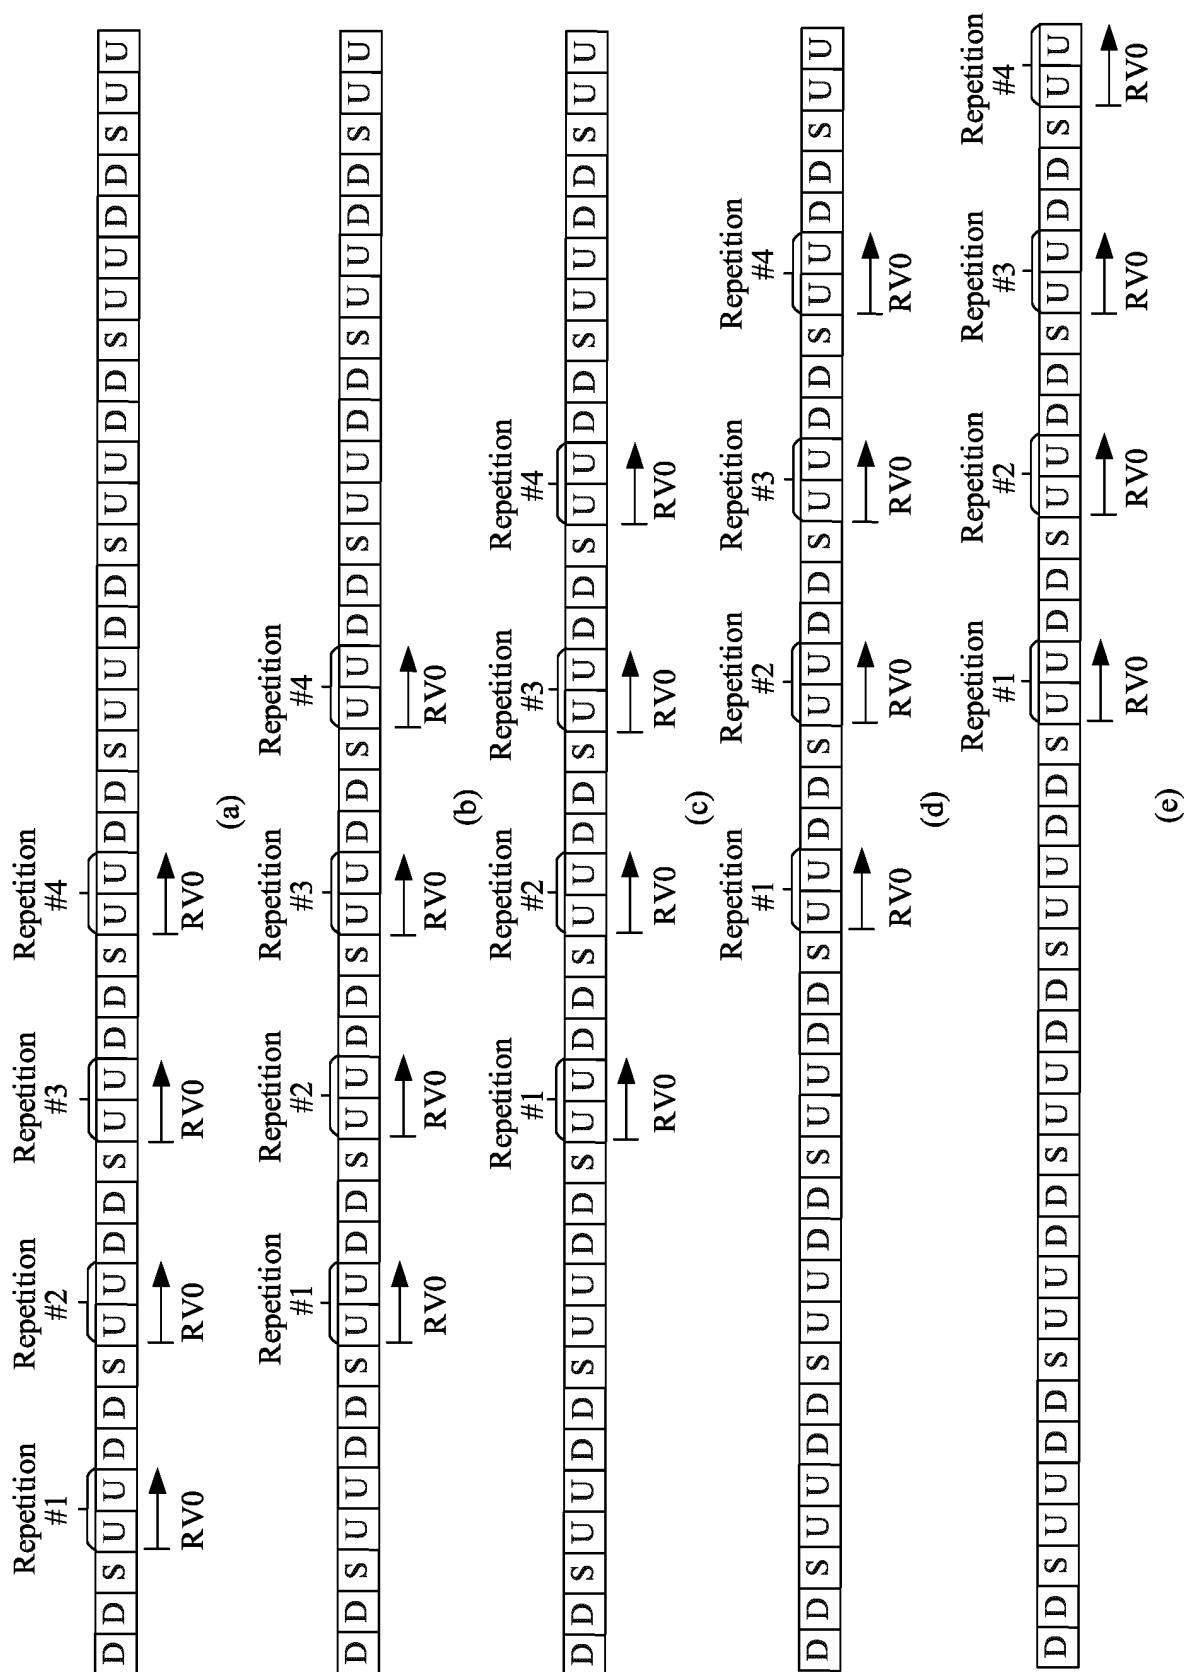 Repetition Repetition Repetition Repetition
#1 #2 #3 #4
D D S U U D D S U U D D S U U D D S U U D D S U U D D S U U D D S U U D D S U U
RV0 RV0 RV0 RV0
(a)
Repetition Repetition Repetition Repetition
#1 #2 #3 #4
D D S U U D D S U U D D S U U D D S U U D D S U U D D S U U D D S U U D D S U U
RV0 RV0 RV0 RV0
(b)
Repetition Repetition Repetition Repetition
#1 #2 #3 #4
D D S U U D D S U U D D S U U D D S U U D D S U U D D S U U D D S U U D D S U U
RV0 RV0 RV0 RV0
(c)
Repetition Repetition Repetition Repetition
#1 #2 #3 #4
D D S U U D D S U U D D S U U D D S U U D D S U U D D S U U D D S U U D D S U U
RV0 RV0 RV0 RV0
(d)
Repetition Repetition Repetition Repetition
#1 #2 #3 #4
D D S U U D D S U U D D S U U D D S U U D D S U U D D S U U D D S U U D D S U U
RV0 RV0 RV0 RV0
(e)